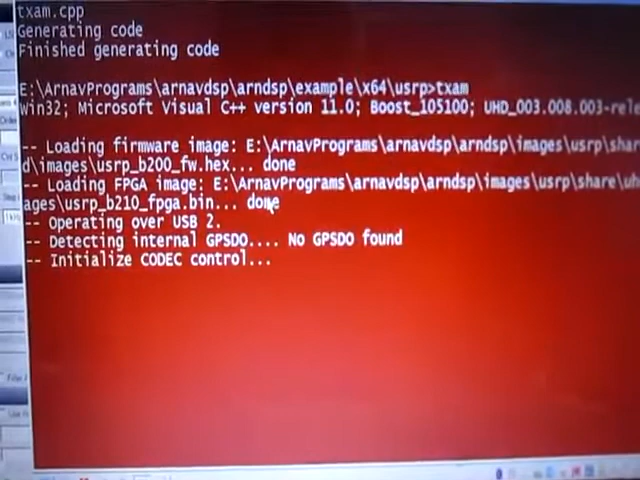 txam.cpp
Generating code
Finished generating code
E:\ArnavPrograms\arnavdsp\arndsp\example\x64\usrp>txam
Win32; Microsoft Visual C++ version 11.0; Boost_105100; UHD_003.008.003-rel
-- Loading firmware image: E:\ArnavPrograms\arnavdsp\arndsp\images\usrp\shar
d\images\usrp_b200_fw.hex... done
-- Loading FPGA image: E:\ArnavPrograms\arnavdsp\arndsp\images\usrp\share\uh
ages\usrp_b210_fpga.bin... done
-- Operating over USB 2.
-- Detecting internal GPSDO.... No GPSDO found
-- Initialize CODEC control...